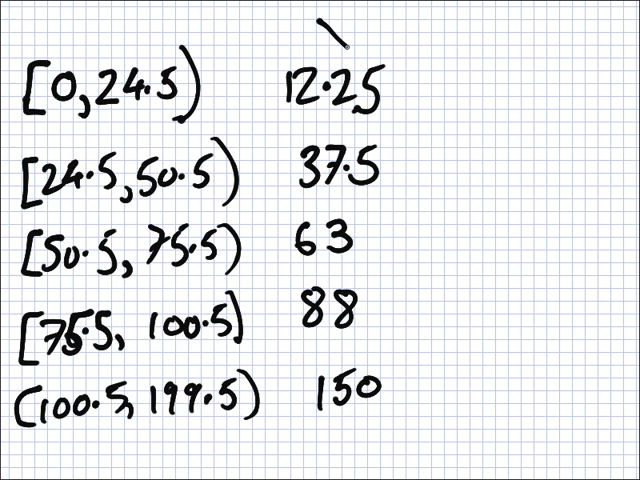 [0, 24.5) 12.25
[24.5, 50.5) 37.5
[50.5, 75.5) 63
[75.5, 100.5] 88
(100.5, 199.5) 150